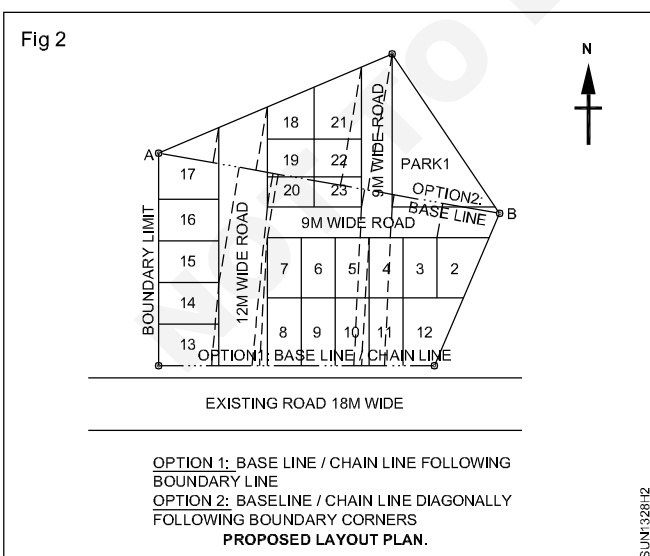 Fig 2
N
18
21
A
17
19
22
9M WIDE ROAD
PARK1
20
23
OPTION2:
BASE LINE
B
16
9M WIDE ROAD
BOUNDARY LIMIT
12M WIDE ROAD
15
7
6
5
4
3
2
14
13
8
9
10
11
12
OPTION1: BASE LINE / CHAIN LINE
EXISTING ROAD 18M WIDE
OPTION 1: BASE LINE / CHAIN LINE FOLLOWING
BOUNDARY LINE
OPTION 2: BASELINE / CHAIN LINE DIAGONALLY
FOLLOWING BOUNDARY CORNERS
PROPOSED LAYOUT PLAN.
SUN1328H2